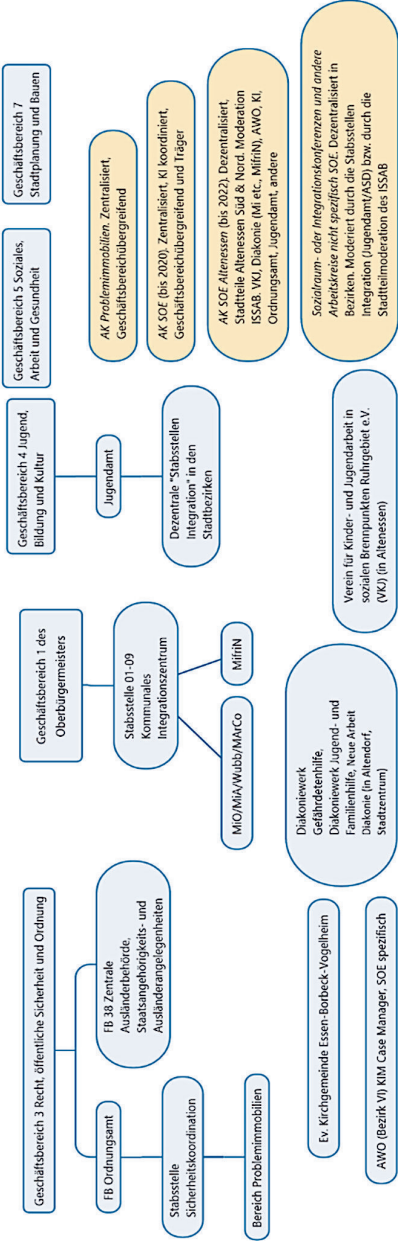 Geschäftsbereich 3 Recht, öffentliche Sicherheit und Ordnung
FB Ordnungsamt
Stabsstelle
Sicherheitskoordination
Bereich Problemimmobilien
FB 38 Zentrale
Ausländerbehörde,
Staatsangehörigkeits- und
Ausländerangelegenheiten
Geschäftsbereich 1 des
Oberbürgermeisters
Stabsstelle 01-09
Kommunales
Integrationszentrum
MiO/MiA/Wubb/MArCo
MifriN
Geschäftsbereich 4 Jugend,
Bildung und Kultur
Jugendamt
Dezentrale "Stabsstellen
Integration" in den
Stadtbezirken
Geschäftsbereich 5 Soziales,
Arbeit und Gesundheit
Geschäftsbereich 7
Stadtplanung und Bauen
AK Problemimmobilien. Zentralisiert,
Geschäftsbereichübergreifend
AK SOE (bis 2020), Zentralisiert, KI koordiniert,
Geschäftsbereichübergreifend und Träger
AK SOE Altenessen (bis 2022). Dezentralisiert,
Stadtteile Altenessen Süd & Nord. Moderation
ISSAB. VKJ, Diakonie (Mi etc., MifriN), AWO, KI,
Ordnungsamt, Jugendamt, andere
Sozialraum- oder Integrationskonferenzen und andere
Arbeitskreise nicht spezifisch SOE. Dezentralisiert in
Bezirken. Moderiert durch die Stabsstellen
Integration (Jugendamt/ASD) bzw. durch die
Stadtteilmoderation des ISSAB
Ev. Kirchgemeinde Essen-Borbeck-Vogelheim
AWO (Bezirk VI) KIM Case Manager, SOE spezifisch
Diakoniewerk
Gefährdetenhilfe,
Diakoniewerk Jugend- und
Familienhilfe, Neue Arbeit
Diakonie (in Altendorf,
Stadtzentrum)
Verein für Kinder- und Jugendarbeit in
sozialen Brennpunkten Ruhrgebiet e.V.
(VKJ) (in Altenessen)